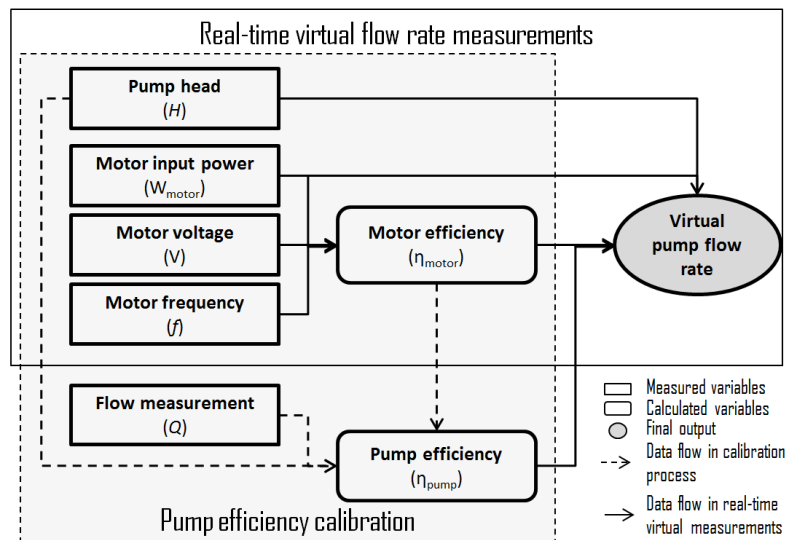 Real-time virtual flow rate measurements
Pump head
(H)
Motor input power
(Wmotor)
Motor voltage
(V)
Motor frequency
(f)
Motor efficiency
(ηmotor)
Virtual
pump flow
rate
Flow measurement
(Q)
Pump efficiency
(ηpump)
Pump efficiency calibration
Measured variables
Calculated variables
Final output
Data flow in calibration
process
Data flow in real-time
virtual measurements